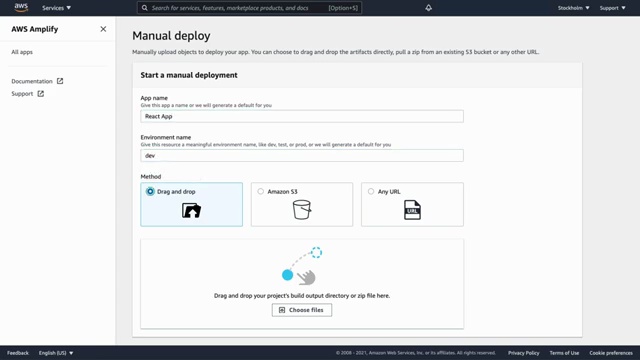 aws Services ▼ Search for services, features, marketplace products, and docs [Option+S] Stockholm ▼ Support ▼
AWS Amplify
All apps
Documentation
Support
Manual deploy
Manually upload objects to deploy your app. You can choose to drag and drop the artifacts directly, pull a zip from an existing S3 bucket or any other URL.
Start a manual deployment
App name
Give this app a name or we will generate a default for you
React App
Environment name
Give this resource a meaningful environment name, like dev, test, or prod, or we will generate a default for you
dev
Method
Drag and drop
Amazon S3
Any URL
URL
Drag and drop your project's build output directory or zip file here.
Choose files
Feedback English (US) ▼ © 2008 - 2021, Amazon Web Services, Inc. or its affiliates. All rights reserved. Privacy Policy Terms of Use Cookie preferences